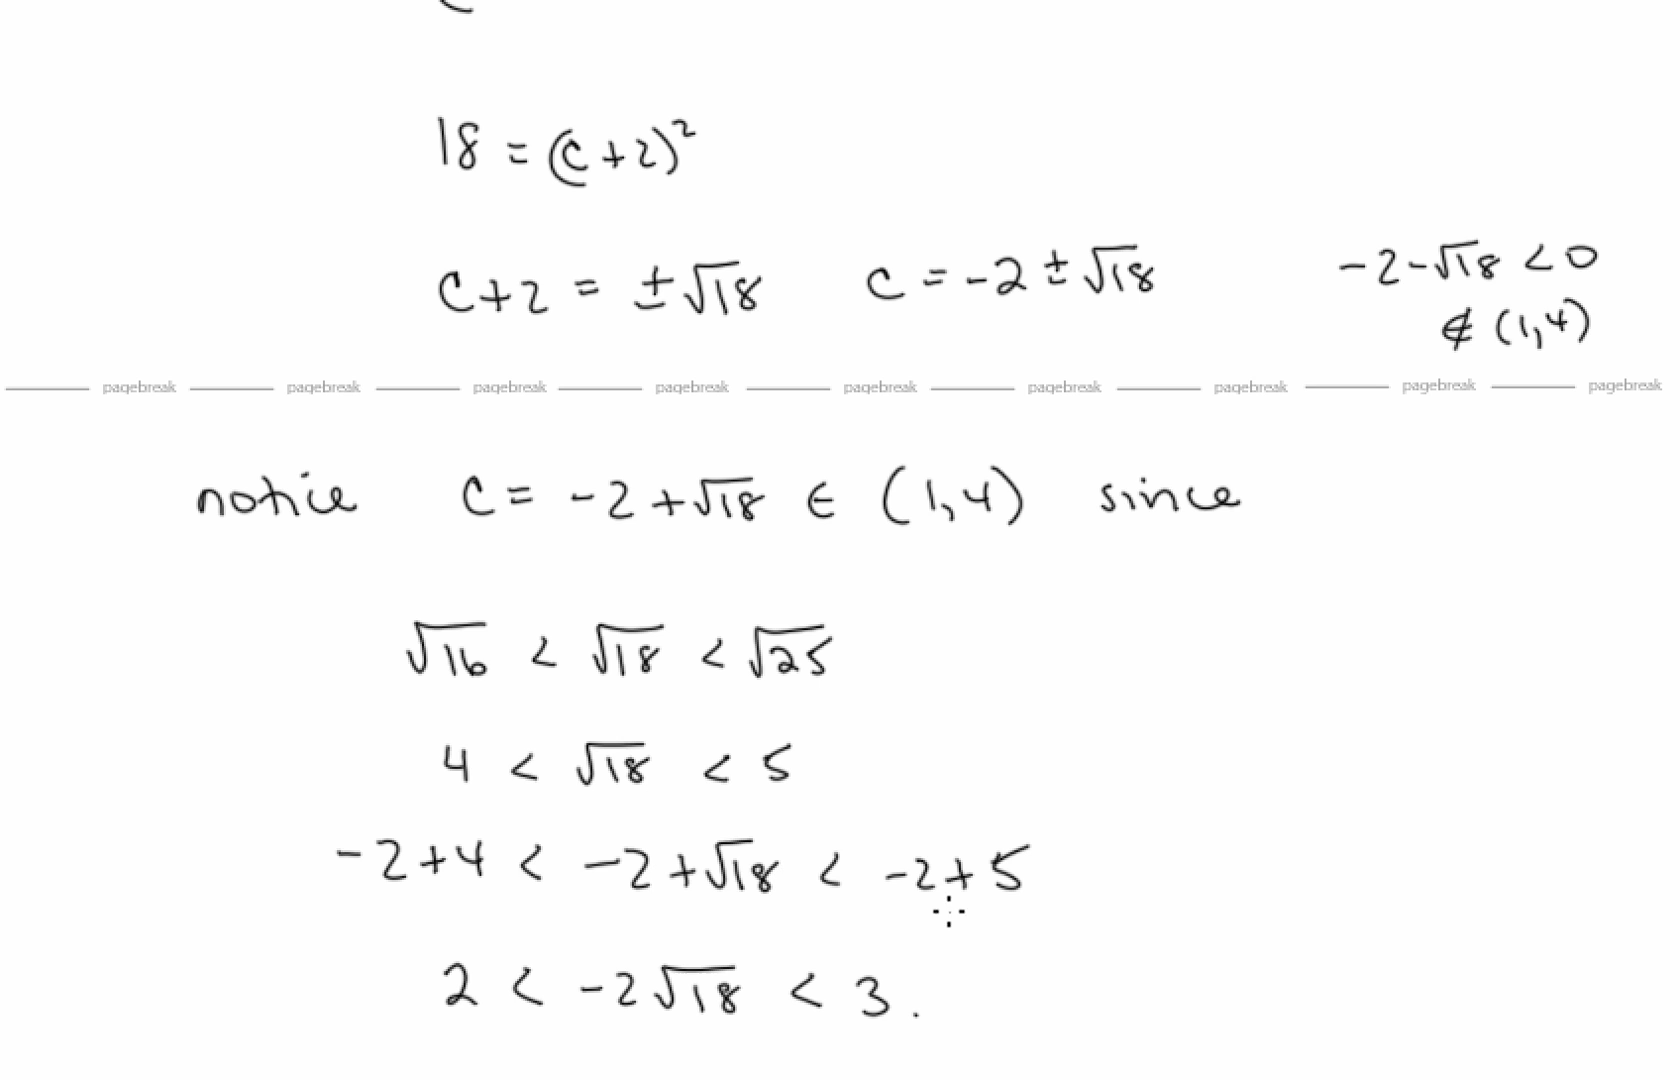 18 = (c+2)²
c+2 = ±√18 c = -2 ± √18 -2-√18 < 0
∉ (1,4)
pagebreak pagebreak pagebreak pagebreak pagebreak pagebreak pagebreak pagebreak pagebreak
notice c = -2 + √18 ∈ (1,4) since
√16 < √18 < √25
4 < √18 < 5
-2+4 < -2+√18 < -2+5
2 < -2√18 < 3.